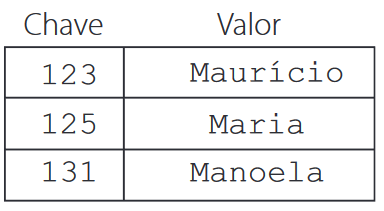 Chave Valor
123 Maurício
125 Maria
131 Manoela